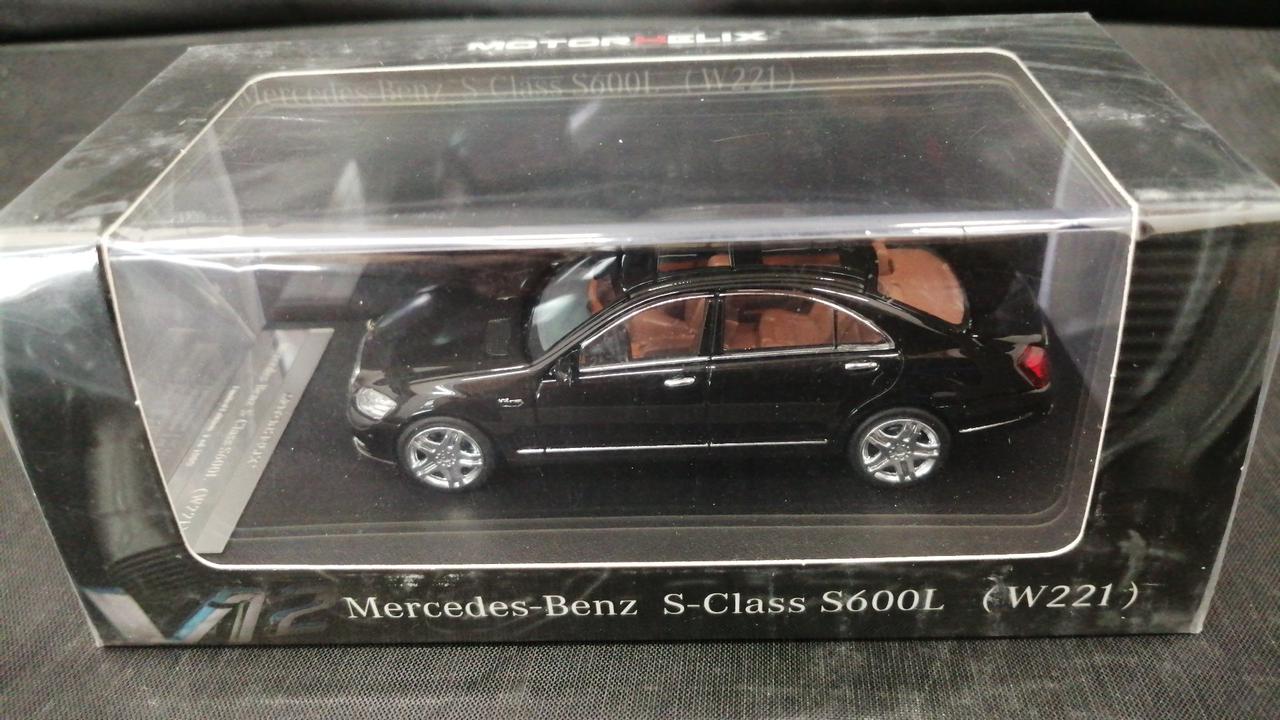 MOTORHELIX
Mercedes-Benz S-Class S600L (W221)
V12 Mercedes-Benz S-Class S600L (W221)